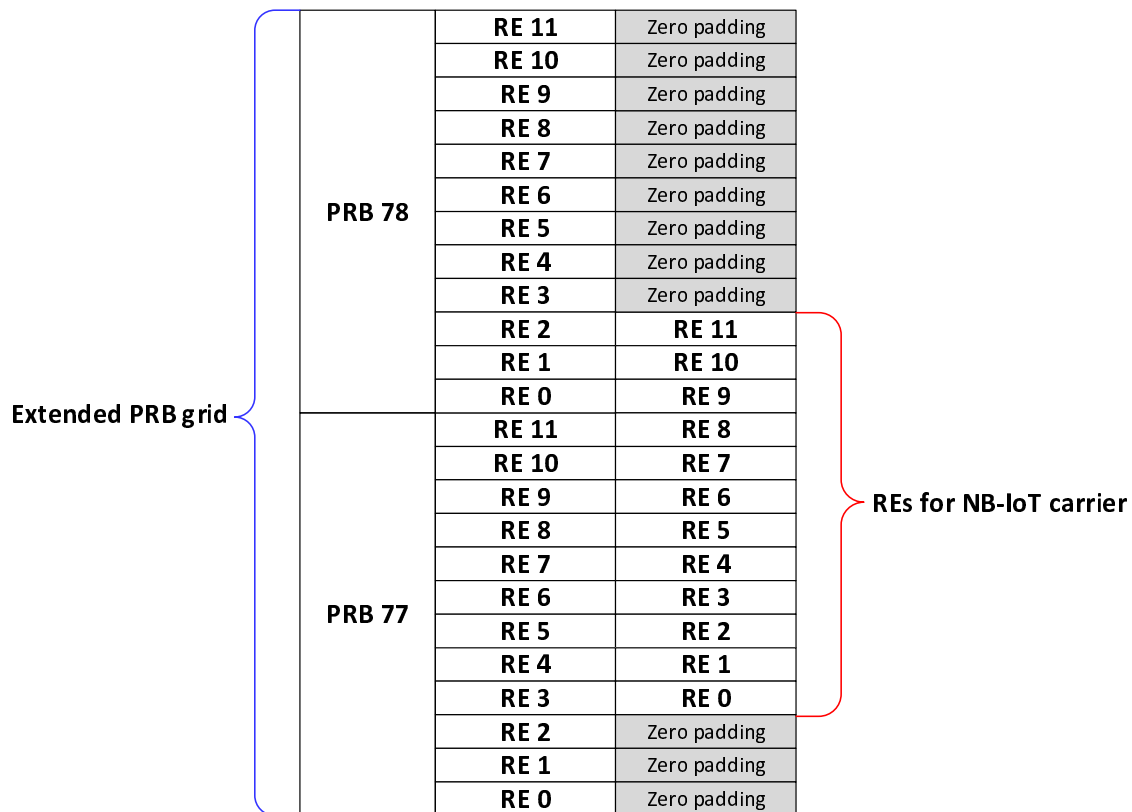 RE 11 Zero padding
RE 10 Zero padding
RE 9 Zero padding
RE 8 Zero padding
RE 7 Zero padding
RE 6 Zero padding
PRB 78
RE 5 Zero padding
RE 4 Zero padding
RE 3 Zero padding
RE 2 RE 11
RE 1 RE 10
RE 0 RE 9
Extended PRB grid
RE 11 RE 8
RE 10 RE 7
RE 9 RE 6
REs for NB-IoT carrier
RE 8 RE 5
RE 7 RE 4
RE 6 RE 3
PRB 77
RE 5 RE 2
RE 4 RE 1
RE 3 RE 0
RE 2 Zero padding
RE 1 Zero padding
RE 0 Zero padding